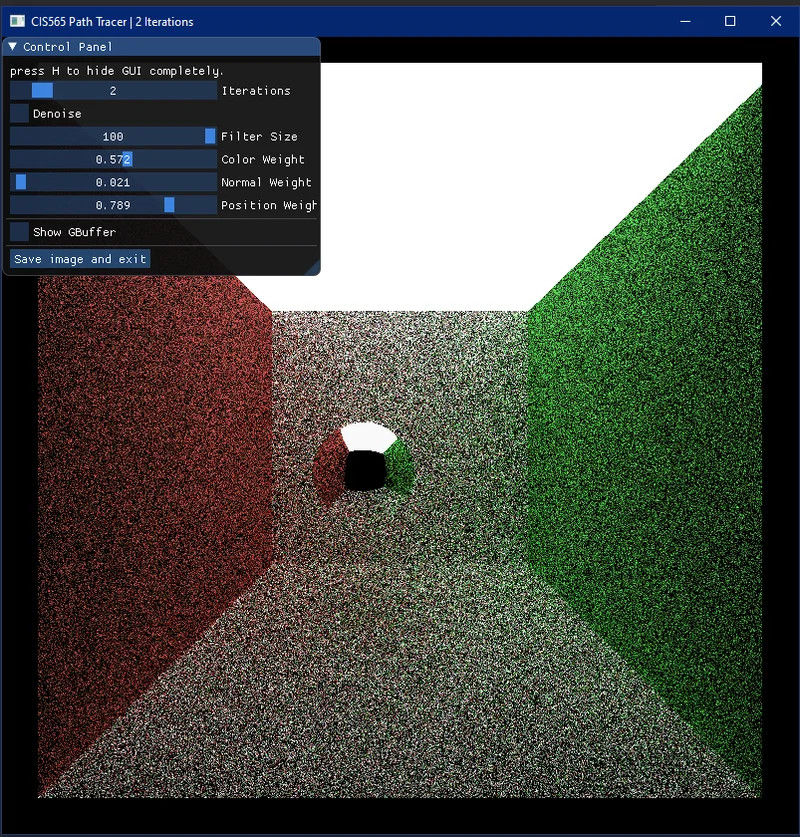 CIS565 Path Tracer | 2 Iterations
Control Panel
press H to hide GUI completely.
2 Iterations
Denoise
100 Filter Size
0.572 Color Weight
0.021 Normal Weight
0.789 Position Weigh
Show GBuffer
Save image and exit